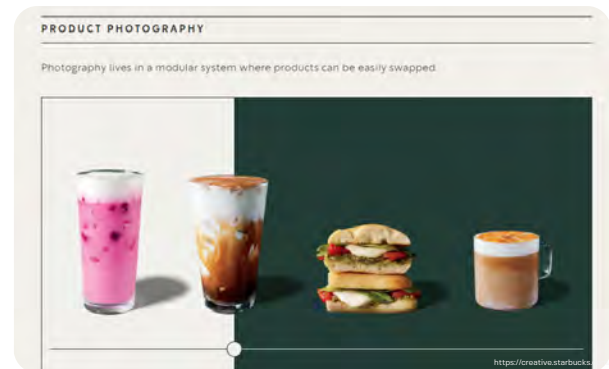 PRODUCT PHOTOGRAPHY
Photography lives in a modular system where products can be easily swapped
https://creative.starbucks.